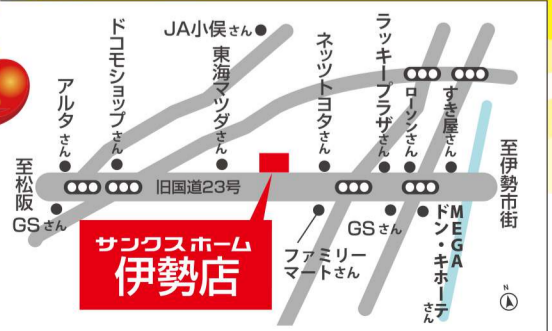 JA小俣さん
アルタさん
ドコモショップさん
東海マツダさん
ネッツトヨタさん
ラッキープラザさん
ローソンさん
すき屋さん
至松阪
旧国道23号
至伊勢市街
GSさん
サンクスホーム
伊勢店
ファミリー
マートさん
GSさん
MEGA
ドン・キホーテさん
N